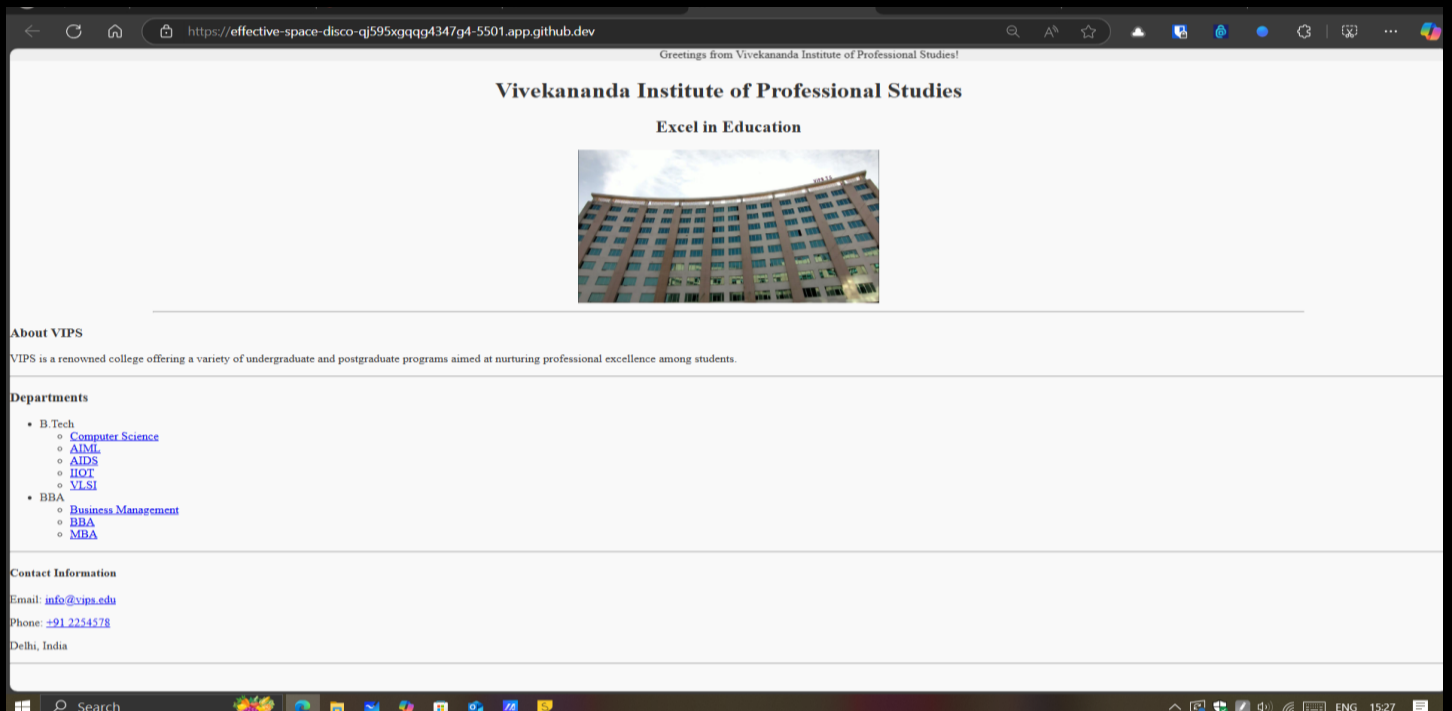 https://effective-space-disco-qj595xgqqg4347g4-5501.app.github.dev
Greetings from Vivekananda Institute of Professional Studies!
Vivekananda Institute of Professional Studies
Excel in Education
About VIPS
VIPS is a renowned college offering a variety of undergraduate and postgraduate programs aimed at nurturing professional excellence among students.
Departments
B.Tech
Computer Science
AIML
AIDS
IIOT
VLSI
BBA
Business Management
BBA
MBA
Contact Information
Email: info@vips.edu
Phone: +91 2254578
Delhi, India
Search
ENG 15:27